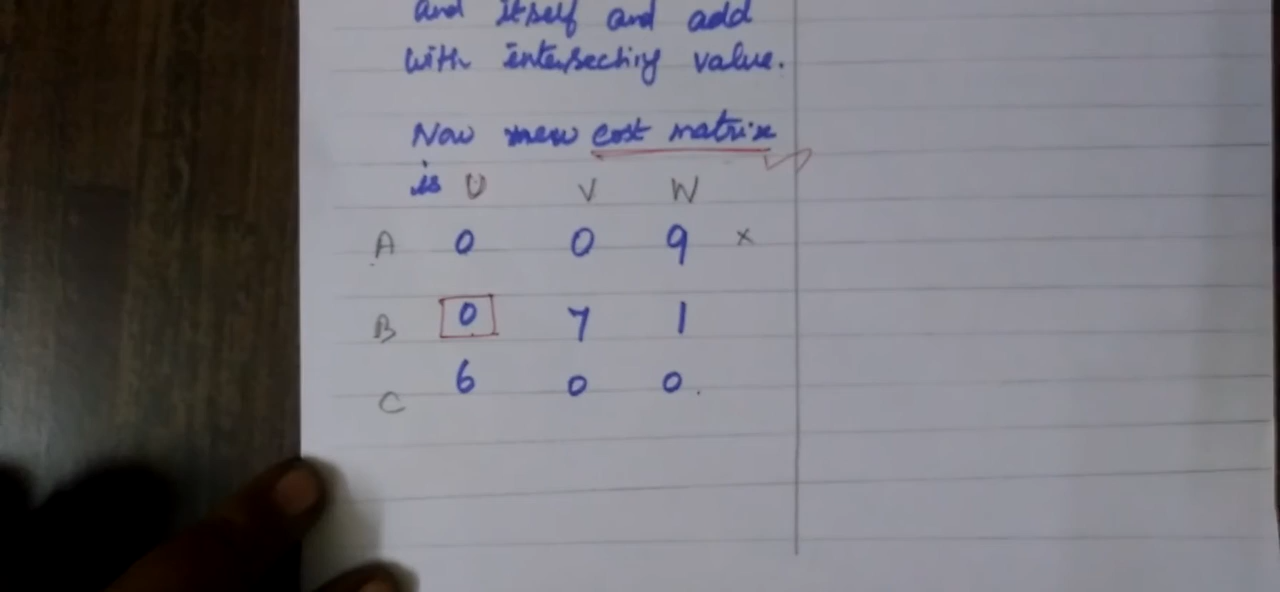 and itself and add
with intersecting value.
Now new cost matrix
is U V W
A 0 0 9 ×
B 0 7 1
C 6 0 0.